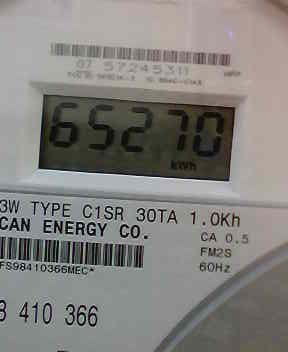 07 57245311
65270
kWh
3W TYPE C1SR 30TA 1.0Kh
CAN ENERGY CO.
CA 0.5
FM2S
60Hz
FS98410366MEC*
8 410 366